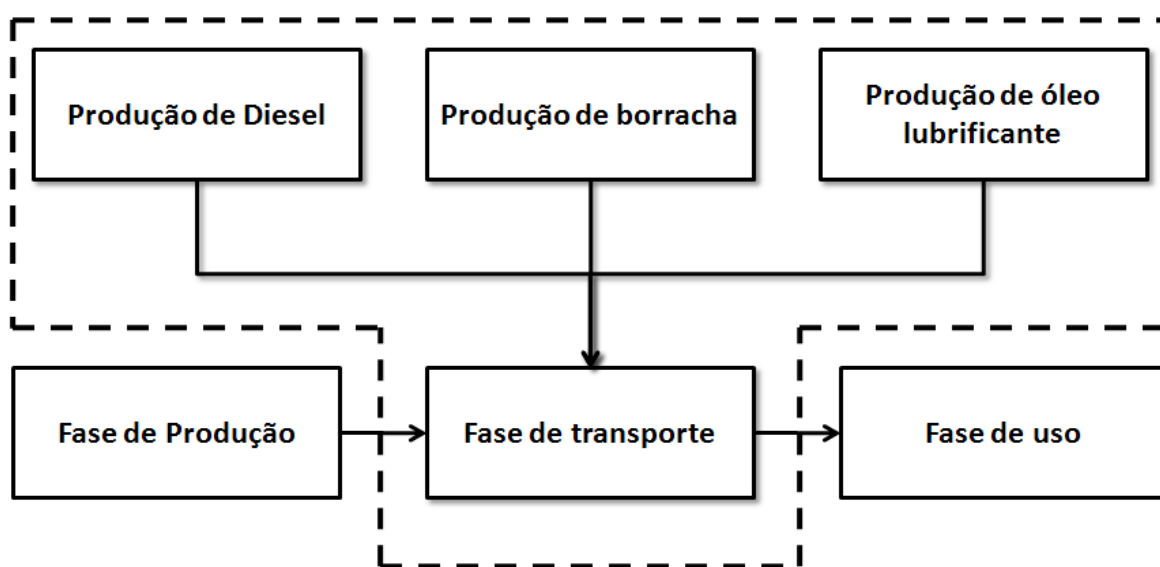 Produção de Diesel
Produção de borracha
Produção de óleo
lubrificante
Fase de Produção
Fase de transporte
Fase de uso